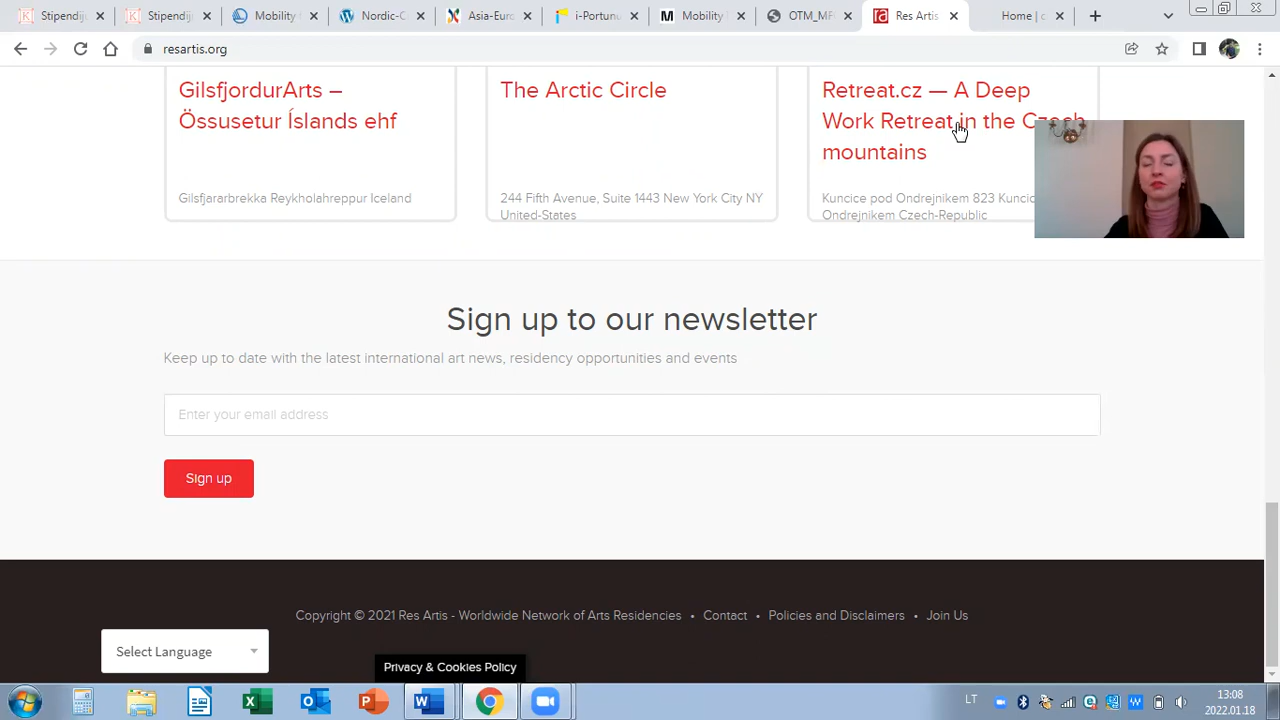 Stipendij
Stipendij
Mobility
Nordic-C
Asia-Euro
i-Portunu
Mobility
OTM_MF
Res Artis
Home | c
resartis.org
GilsfjordurArts –
Össusetur Íslands ehf
Gilsfjararbrekka Reykholahreppur Iceland
The Arctic Circle
244 Fifth Avenue, Suite 1443 New York City NY
United-States
Retreat.cz — A Deep
Work Retreat in the Czech
mountains
Kuncice pod Ondrejnikem 823 Kuncic
Ondrejnikem Czech-Republic
Sign up to our newsletter
Keep up to date with the latest international art news, residency opportunities and events
Enter your email address
Sign up
Copyright © 2021 Res Artis - Worldwide Network of Arts Residencies • Contact • Policies and Disclaimers • Join Us
Select Language
Privacy & Cookies Policy
LT
13:08
2022.01.18